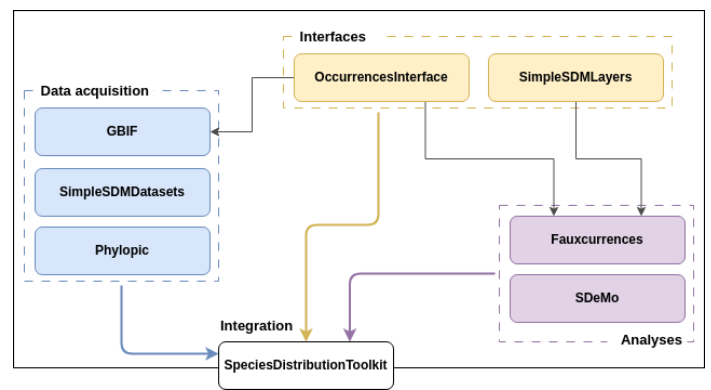 Interfaces
OccurrencesInterface
SimpleSDMLayers
Data acquisition
GBIF
SimpleSDMDatasets
Phylopic
Fauxcurrences
SDeMo
Analyses
Integration
SpeciesDistributionToolkit